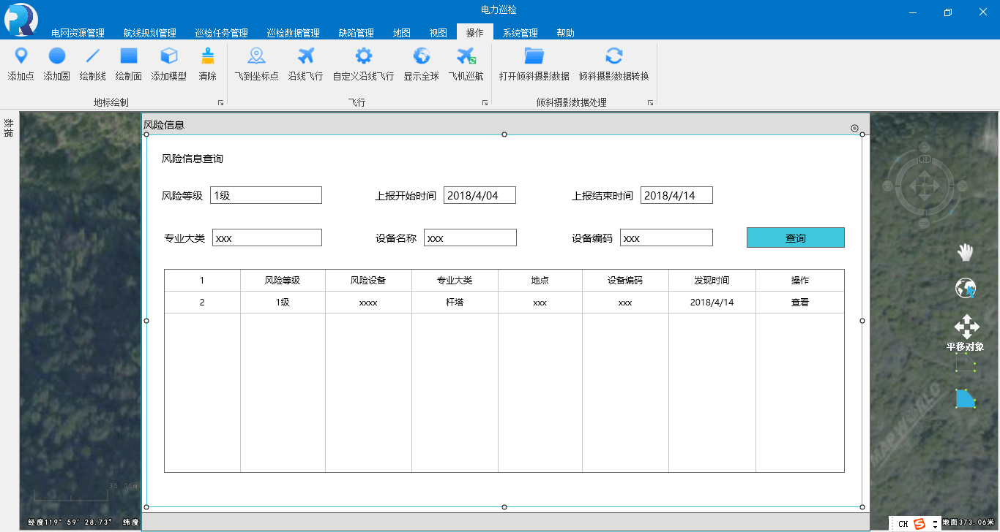 电力巡检
电网资源管理 航线规划管理 巡检任务管理 巡检数据管理 缺陷管理 地图 视图 操作 系统管理 帮助
添加点 添加圆 绘制线 绘制面 添加模型 清除 飞到坐标点 沿线飞行 自定义沿线飞行 显示全球 飞机巡航 打开倾斜摄影数据 倾斜摄影数据转换
地标绘制 飞行 倾斜摄影数据处理
数据
风险信息
风险信息查询
风险等级 1级 上报开始时间 2018/4/04 上报结束时间 2018/4/14
专业大类 xxx 设备名称 xxx 设备编码 xxx 查询
1 风险等级 风险设备 专业大类 地点 设备编码 发现时间 操作
2 1级 xxxx 杆塔 xxx xxx 2018/4/14 查看
平移对象
MAPWORLD
35.01m
经度119° 59′ 28.73″ 纬度
CH
地面373.06米